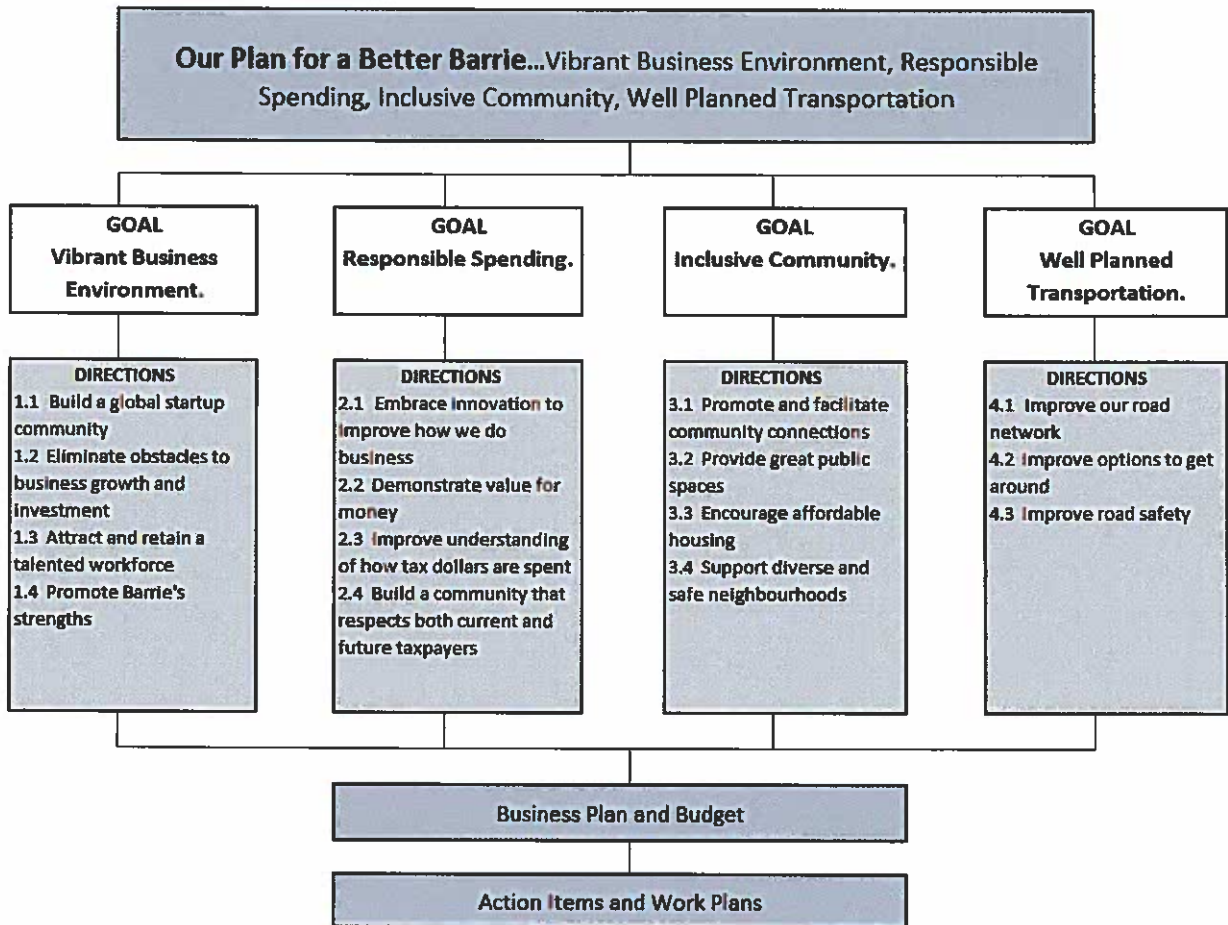 Our Plan for a Better Barrie...Vibrant Business Environment, Responsible
Spending, Inclusive Community, Well Planned Transportation
GOAL
Vibrant Business
Environment.
GOAL
Responsible Spending.
GOAL
Inclusive Community.
GOAL
Well Planned
Transportation.
DIRECTIONS
1.1 Build a global startup
community
1.2 Eliminate obstacles to
business growth and
investment
1.3 Attract and retain a
talented workforce
1.4 Promote Barrie's
strengths
DIRECTIONS
2.1 Embrace innovation to
improve how we do
business
2.2 Demonstrate value for
money
2.3 Improve understanding
of how tax dollars are spent
2.4 Build a community that
respects both current and
future taxpayers
DIRECTIONS
3.1 Promote and facilitate
community connections
3.2 Provide great public
spaces
3.3 Encourage affordable
housing
3.4 Support diverse and
safe neighbourhoods
DIRECTIONS
4.1 Improve our road
network
4.2 Improve options to get
around
4.3 Improve road safety
Business Plan and Budget
Action Items and Work Plans